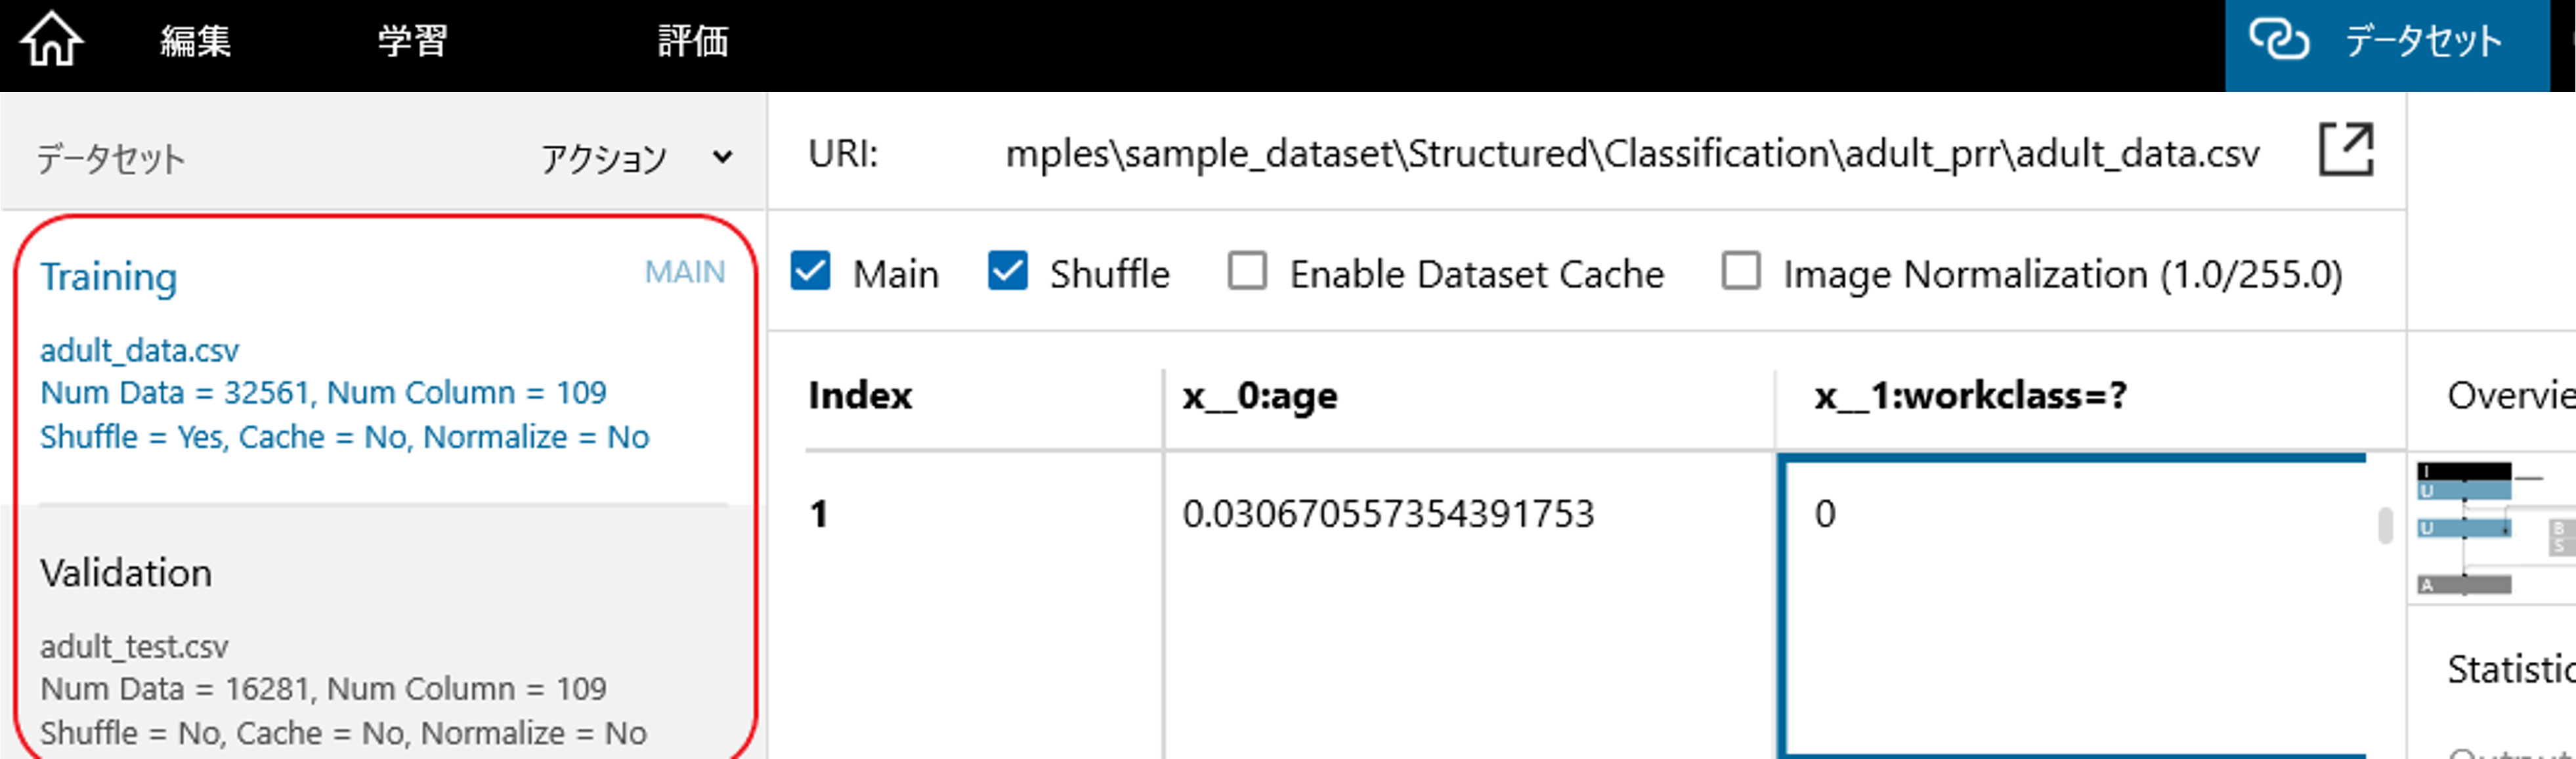 編集 学習 評価 データセット
データセット アクション
URI: mples\sample_dataset\Structured\Classification\adult_prr\adult_data.csv
Main Shuffle Enable Dataset Cache Image Normalization (1.0/255.0)
Training MAIN
adult_data.csv
Num Data = 32561, Num Column = 109
Shuffle = Yes, Cache = No, Normalize = No
Validation
adult_test.csv
Num Data = 16281, Num Column = 109
Shuffle = No, Cache = No, Normalize = No
Index x__0:age x__1:workclass=?
1 0.030670557354391753 0
Overvie
I
U
U
B
S
A
Statistic